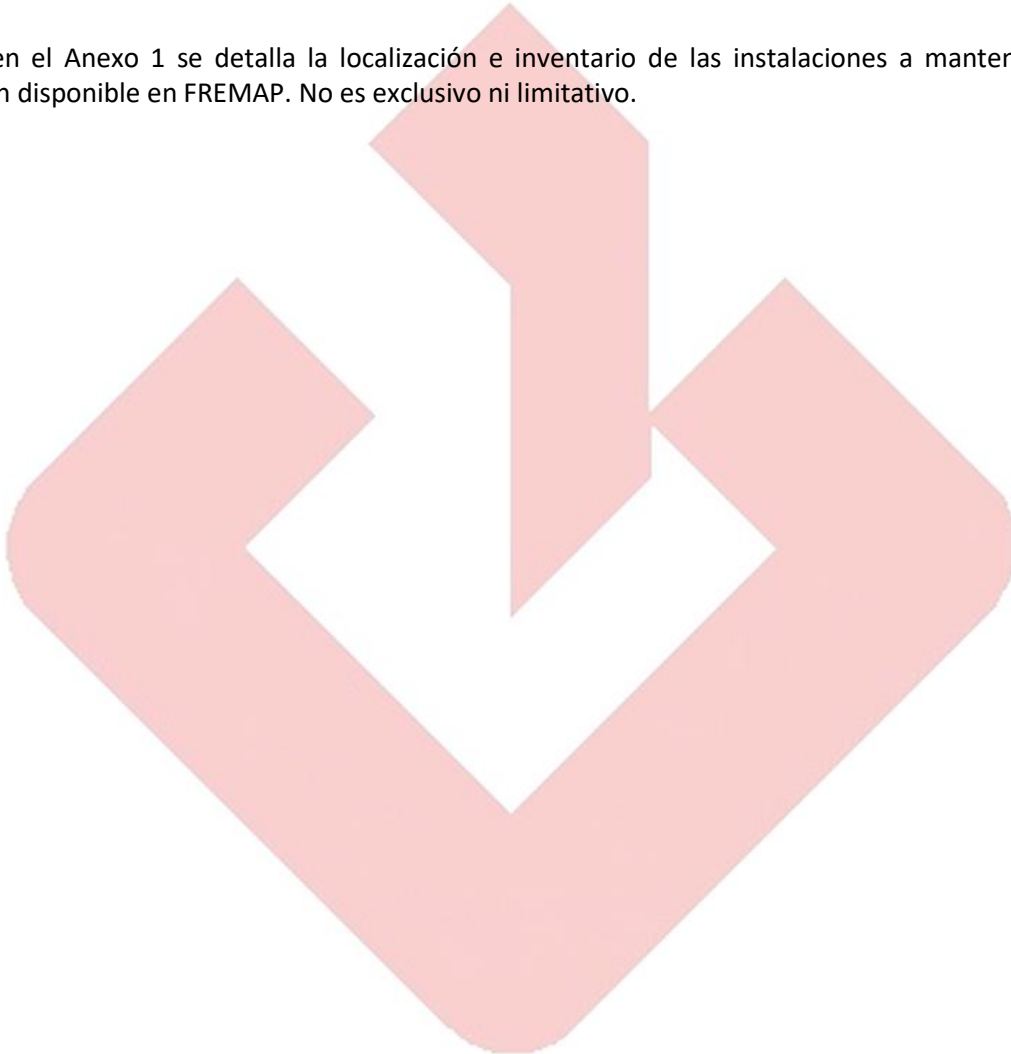 en el Anexo 1 se detalla la localización e inventario de las instalaciones a manten
n disponible en FREMAP. No es exclusivo ni limitativo.